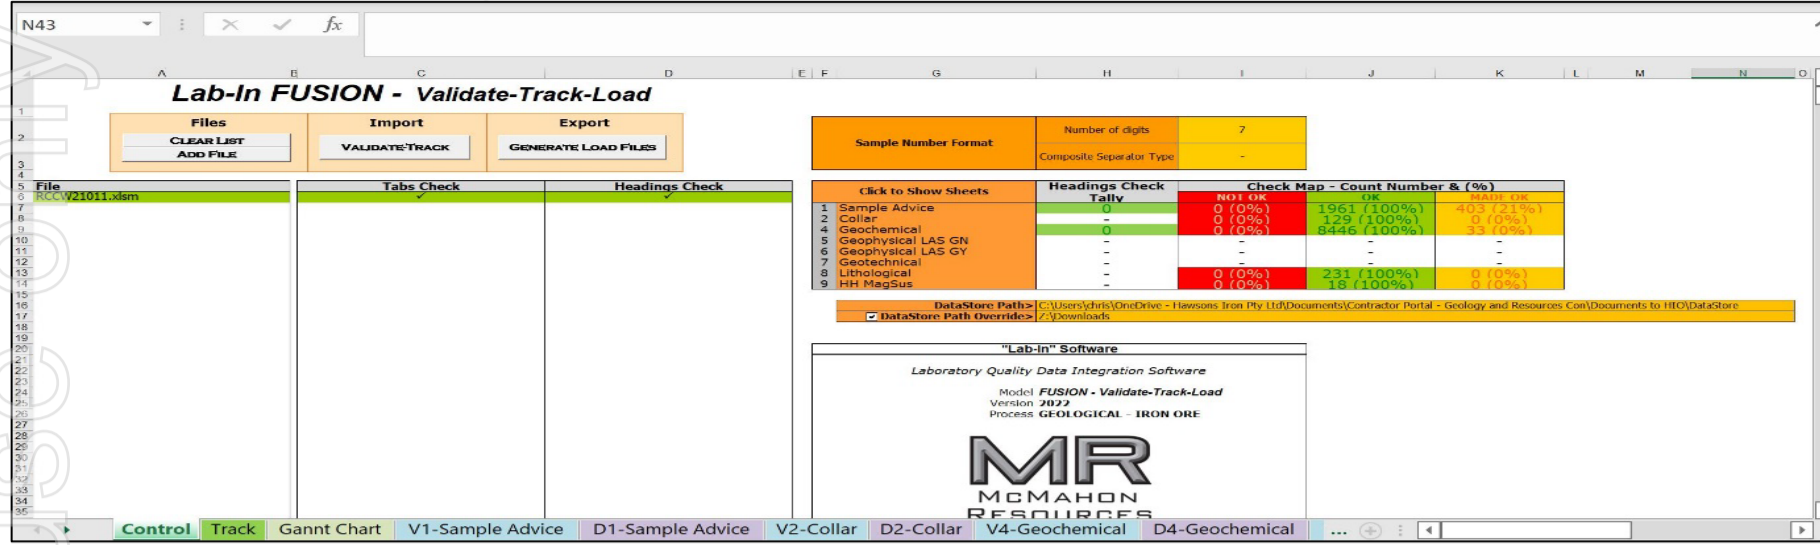 N43 fx
A B C D E F G H I J K L M N O
Lab-In FUSION - Validate-Track-Load
Files Import Export
CLEAR LIST
ADD FILE
VALIDATE-TRACK
GENERATE LOAD FILES
Sample Number Format
Number of digits 7
Composite Separator Type -
File Tabs Check Headings Check
RCCW21011.xlsm ✓ ✓
Click to Show Sheets Headings Check Tally Check Map - Count Number & (%)
NOT OK OK MADE OK
1 Sample Advice 0 0 (0%) 1961 (100%) 403 (21%)
2 Collar - 0 (0%) 129 (100%) 0 (0%)
4 Geochemical 0 0 (0%) 8446 (100%) 33 (0%)
5 Geophysical LAS GN - - - -
6 Geophysical LAS GY - - - -
7 Geotechnical - - - -
8 Lithological - 0 (0%) 231 (100%) 0 (0%)
9 HH MagSus - 0 (0%) 18 (100%) 0 (0%)
DataStore Path> C:\Users\chris\OneDrive - Hawsons Iron Pty Ltd\Documents\Contractor Portal - Geology and Resources Con\Documents to HIO\DataStore
DataStore Path Override> Z:\Downloads
"Lab-In" Software
Laboratory Quality Data Integration Software
Model FUSION - Validate-Track-Load
Version 2022
Process GEOLOGICAL - IRON ORE
MR
MCMAHON
RESOURCES
Control Track Gannt Chart V1-Sample Advice D1-Sample Advice V2-Collar D2-Collar V4-Geochemical D4-Geochemical ...